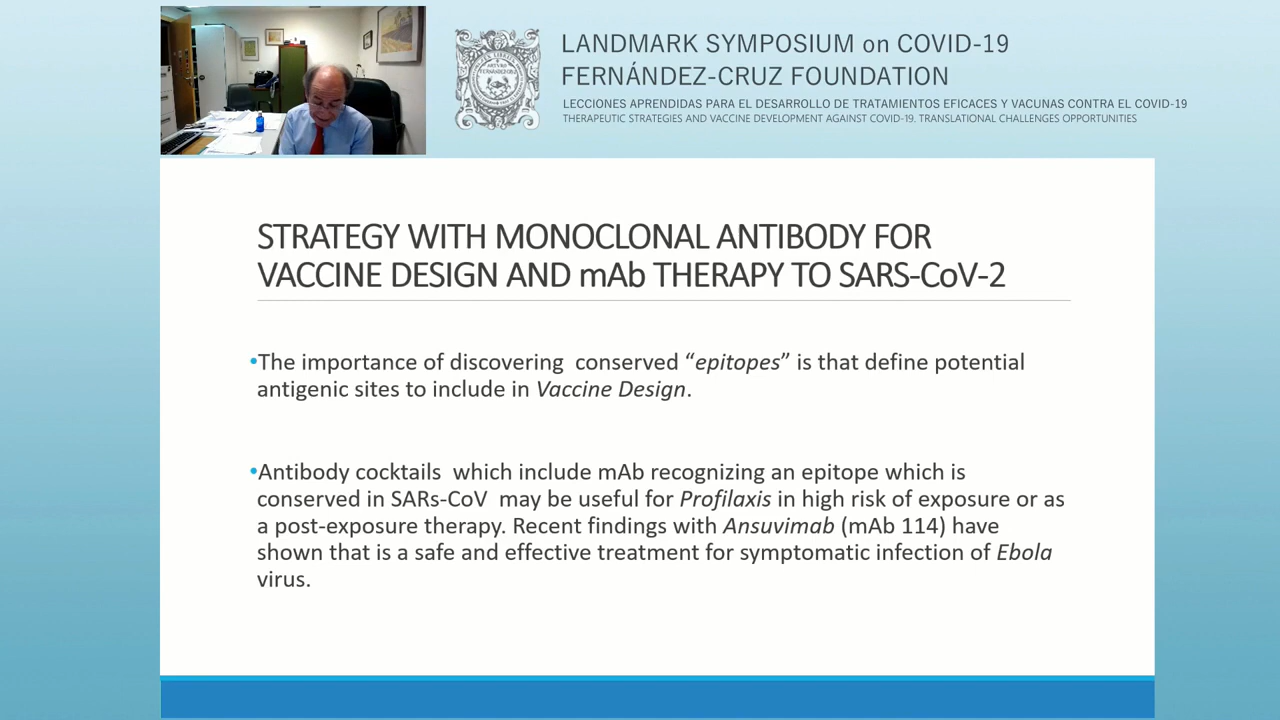 LANDMARK SYMPOSIUM on COVID-19
FERNÁNDEZ-CRUZ FOUNDATION
LECCIONES APRENDIDAS PARA EL DESARROLLO DE TRATAMIENTOS EFICACES Y VACUNAS CONTRA EL COVID-19
THERAPEUTIC STRATEGIES AND VACCINE DEVELOPMENT AGAINST COVID-19. TRANSLATIONAL CHALLENGES OPPORTUNITIES
STRATEGY WITH MONOCLONAL ANTIBODY FOR
VACCINE DESIGN AND mAb THERAPY TO SARS-CoV-2
•The importance of discovering conserved “epitopes” is that define potential
antigenic sites to include in Vaccine Design.
•Antibody cocktails which include mAb recognizing an epitope which is
conserved in SARs-CoV may be useful for Profilaxis in high risk of exposure or as
a post-exposure therapy. Recent findings with Ansuvimab (mAb 114) have
shown that is a safe and effective treatment for symptomatic infection of Ebola
virus.